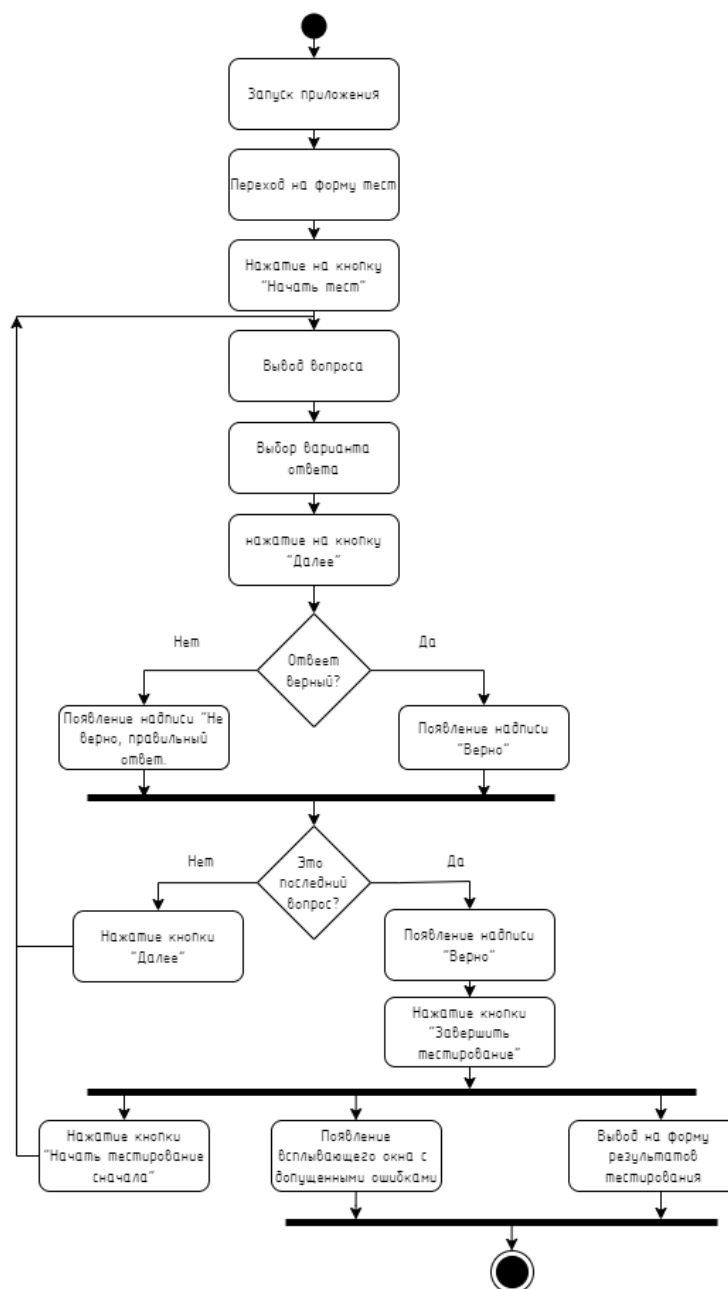 Запуск приложения
Переход на форму тест
Нажатие на кнопку
"Начать тест"
Вывод вопроса
Выбор варианта
ответа
нажатие на кнопку
"Далее"
Нет
Да
Ответ
верный?
Появление надписи "Не
верно, правильный
ответ.
Появление надписи
"Верно"
Нет
Да
Это
последний
вопрос?
Нажатие кнопки
"Далее"
Появление надписи
"Верно"
Нажатие кнопки
"Завершить
тестирование"
Нажатие кнопки
"Начать тестирование
сначала"
Появление
всплывающего окна с
допущенными ошибками
Вывод на форму
результатов
тестирования